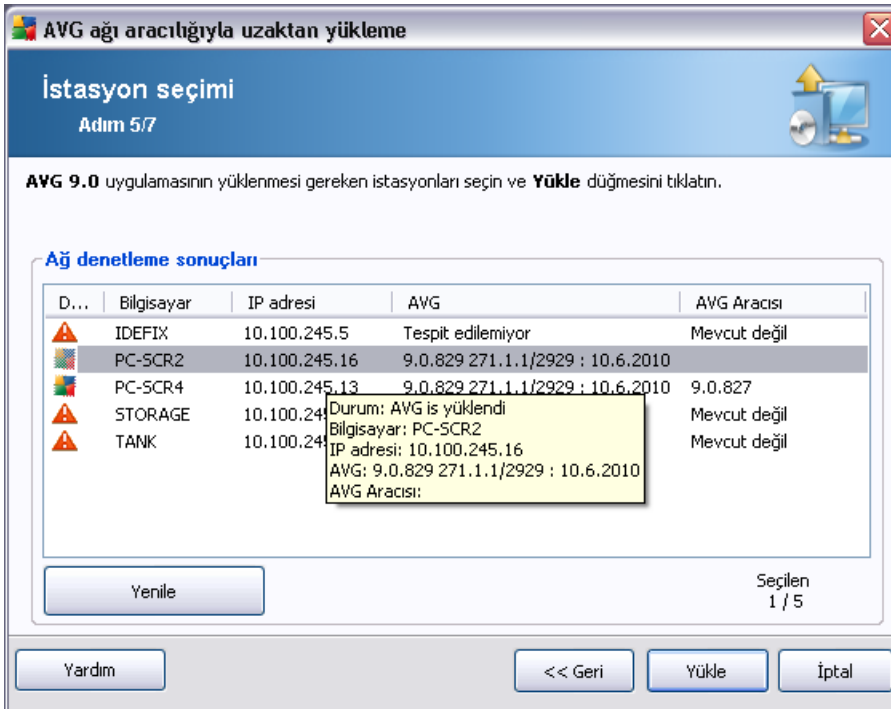 AVG ağı aracılığıyla uzaktan yükleme
İstasyon seçimi
Adım 5/7
AVG 9.0 uygulamasının yüklenmesi gereken istasyonları seçin ve Yükle düğmesini tıklatın.
Ağ denetleme sonuçları
D... Bilgisayar IP adresi AVG AVG Aracısı
IDEFIX 10.100.245.5 Tespit edilemiyor Mevcut değil
PC-SCR2 10.100.245.16 9.0.829 271.1.1/2929 : 10.6.2010
PC-SCR4 10.100.245.13 9.0.829 271.1.1/2929 : 10.6.2010 9.0.827
STORAGE Mevcut değil
TANK Mevcut değil
Durum: AVG is yüklendi
Bilgisayar: PC-SCR2
IP adresi: 10.100.245.16
AVG: 9.0.829 271.1.1/2929 : 10.6.2010
AVG Aracısı:
Yenile
Seçilen
1 / 5
Yardım << Geri Yükle İptal